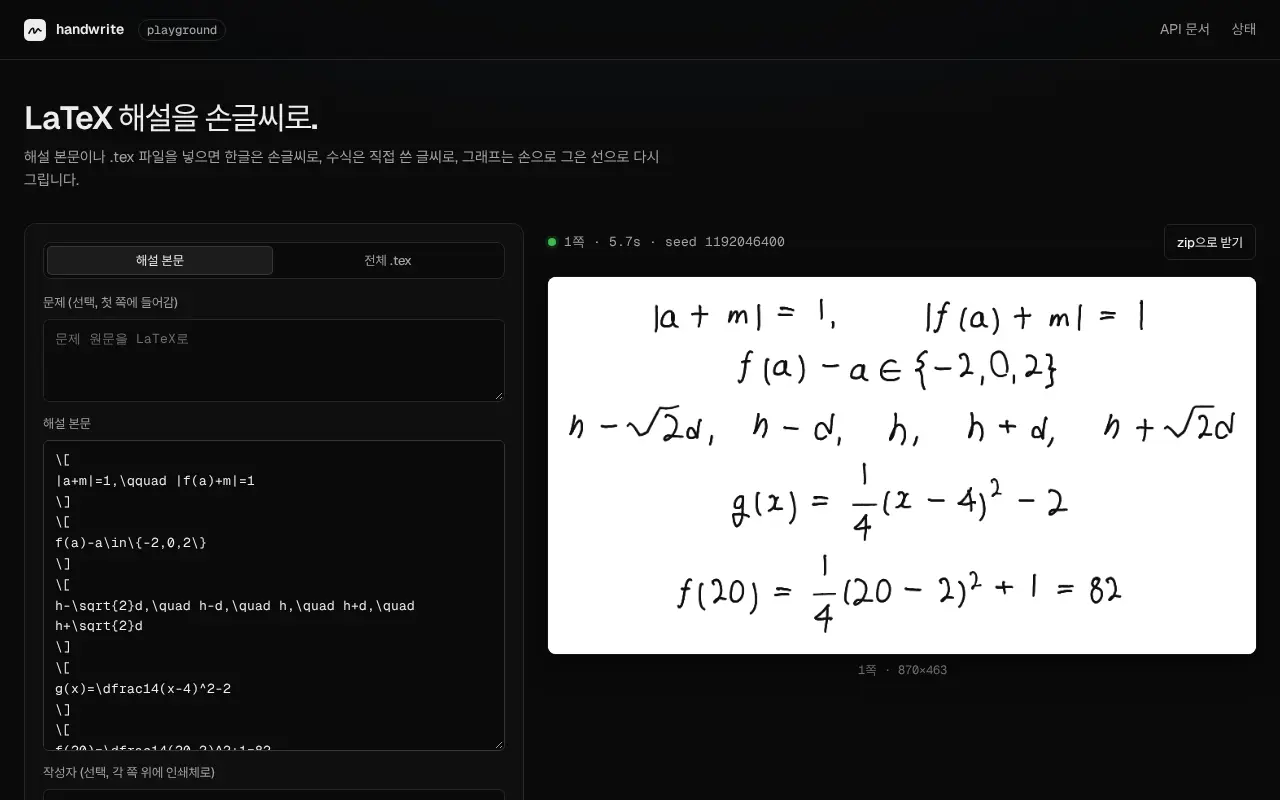 handwrite playground API 문서 상태
LaTeX 해설을 손글씨로.
해설 본문이나 .tex 파일을 넣으면 한글은 손글씨로, 수식은 직접 쓴 글씨로, 그래프는 손으로 그은 선으로 다시
그립니다.
해설 본문 전체 .tex
문제 (선택, 첫 쪽에 들어감)
문제 원문을 LaTeX로
해설 본문
\[
|a+m|=1,\qquad |f(a)+m|=1
\]
\[
f(a)-a\in\{-2,0,2\}
\]
\[
h-\sqrt{2}d,\quad h-d,\quad h,\quad h+d,\quad
h+\sqrt{2}d
\]
\[
g(x)=\dfrac14(x-4)^2-2
\]
\[
f(20)=\dfrac14(20-2)^2+1=82
작성자 (선택, 각 쪽 위에 인쇄체로)
1쪽 · 5.7s · seed 1192046400
zip으로 받기
|a + m| = 1, |f(a) + m| = 1
f(a) − a ∈ {−2, 0, 2}
h − √2d, h − d, h, h + d, h + √2d
g(x) = 1/4(x − 4)² − 2
f(20) = 1/4(20 − 2)² + 1 = 82
1쪽 · 870×463